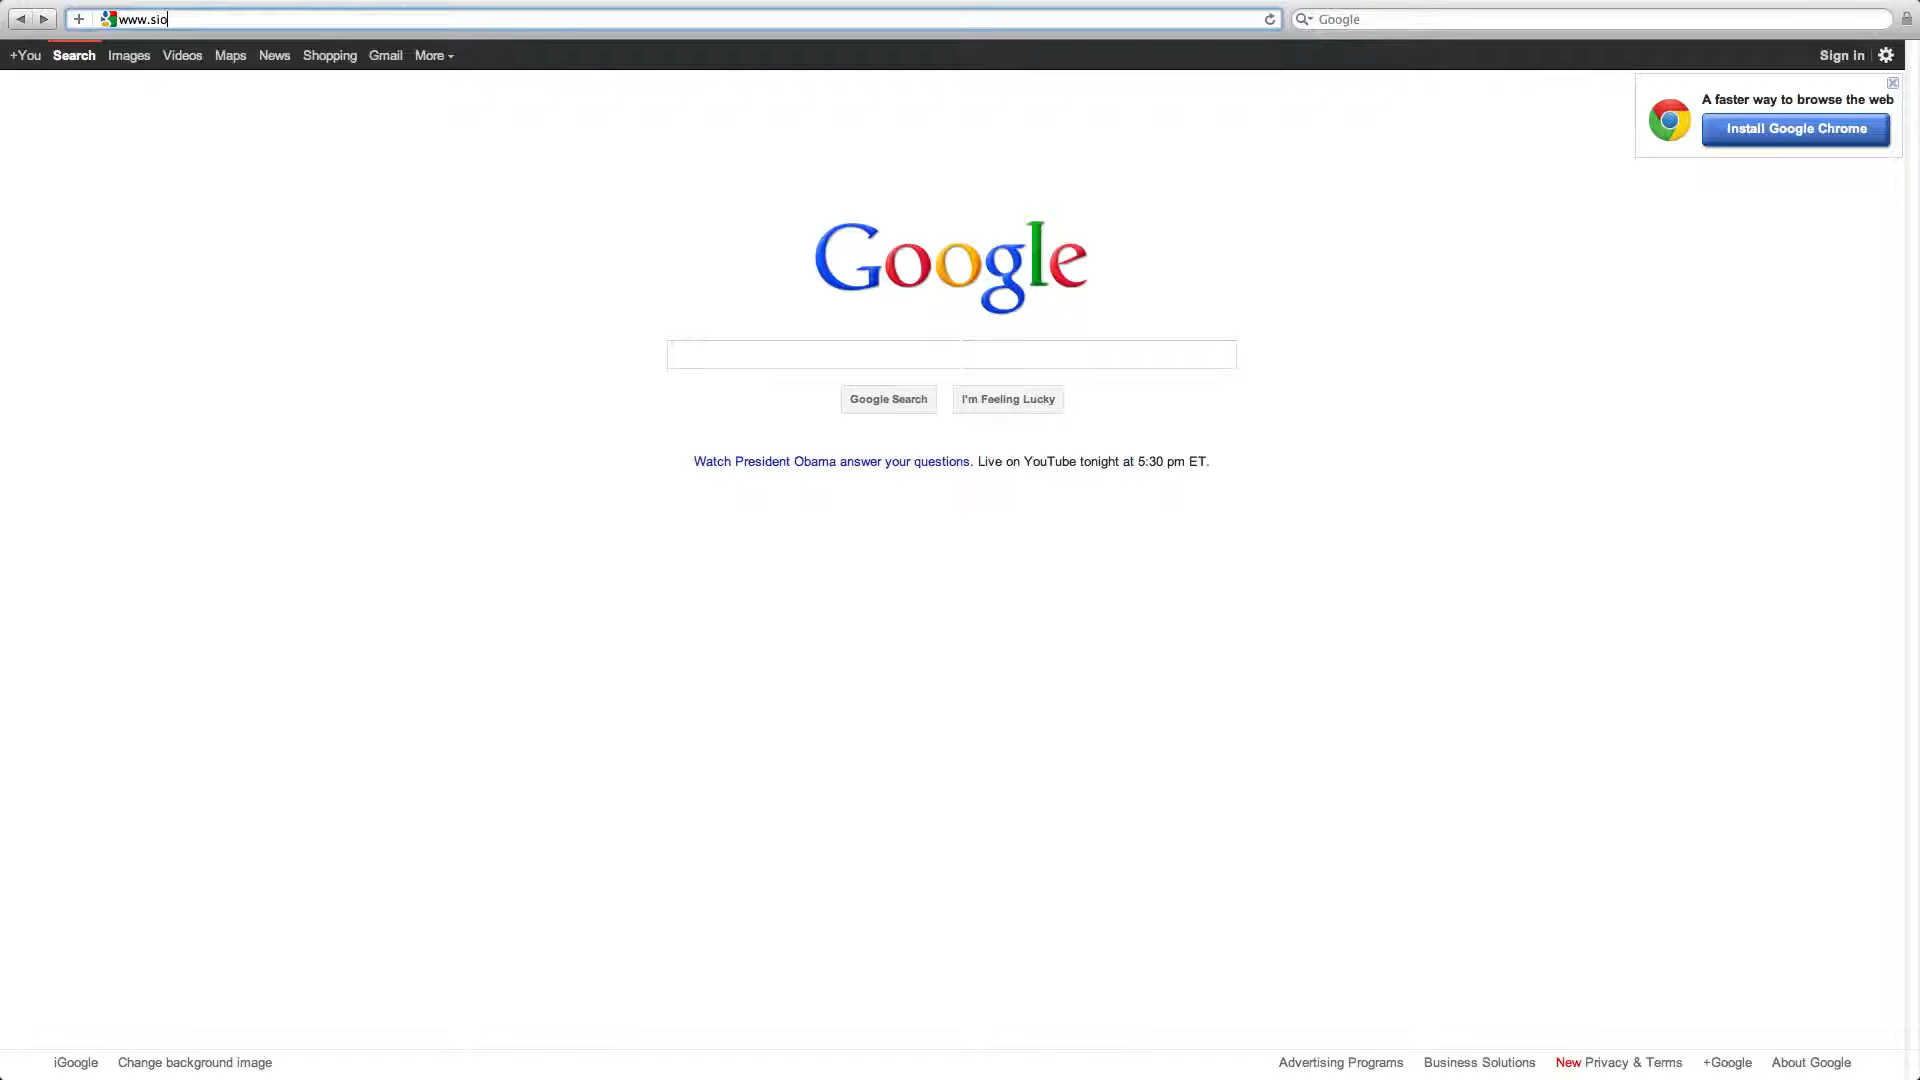 www.sio
Google
+You Search Images Videos Maps News Shopping Gmail More
Sign in
A faster way to browse the web
Install Google Chrome
Google
Google Search
I'm Feeling Lucky
Watch President Obama answer your questions. Live on YouTube tonight at 5:30 pm ET.
iGoogle Change background image
Advertising Programs Business Solutions New Privacy & Terms +Google About Google